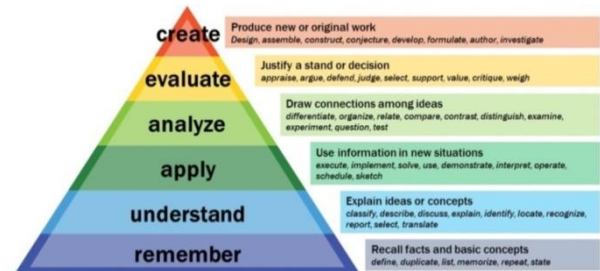 create
Produce new or original work
Design, assemble, construct, conjecture, develop, formulate, author, investigate
evaluate
Justify a stand or decision
appraise, argue, defend, judge, select, support, value, critique, weigh
analyze
Draw connections among ideas
differentiate, organize, relate, compare, contrast, distinguish, examine,
experiment, question, test
apply
Use information in new situations
execute, implement, solve, use, demonstrate, interpret, operate,
schedule, sketch
understand
Explain ideas or concepts
classify, describe, discuss, explain, identify, locate, recognize,
report, select, translate
remember
Recall facts and basic concepts
define, duplicate, list, memorize, repeat, state